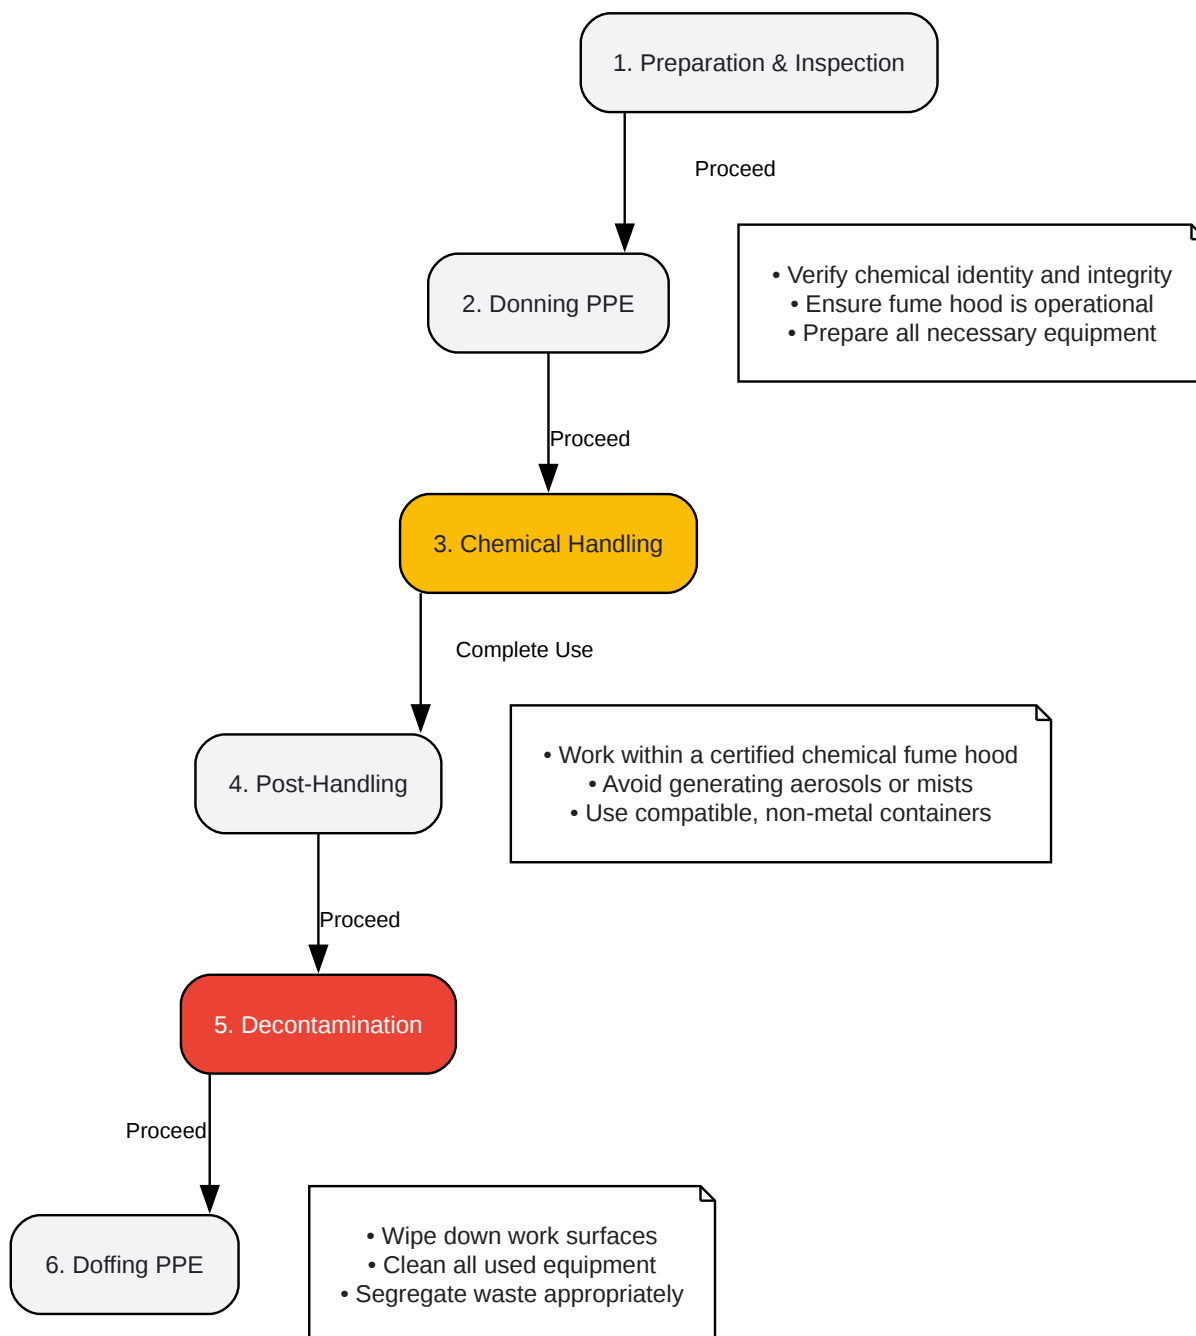 1. Preparation & Inspection
Proceed
2. Donning PPE
• Verify chemical identity and integrity
• Ensure fume hood is operational
• Prepare all necessary equipment
Proceed
3. Chemical Handling
Complete Use
4. Post-Handling
• Work within a certified chemical fume hood
• Avoid generating aerosols or mists
• Use compatible, non-metal containers
Proceed
5. Decontamination
Proceed
6. Doffing PPE
• Wipe down work surfaces
• Clean all used equipment
• Segregate waste appropriately